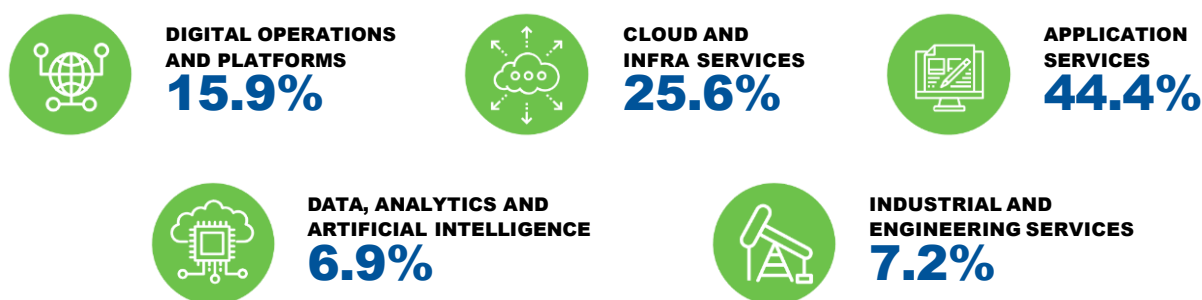 DIGITAL OPERATIONS
AND PLATFORMS
15.9%
CLOUD AND
INFRA SERVICES
25.6%
APPLICATION
SERVICES
44.4%
DATA, ANALYTICS AND
ARTIFICIAL INTELLIGENCE
6.9%
INDUSTRIAL AND
ENGINEERING SERVICES
7.2%